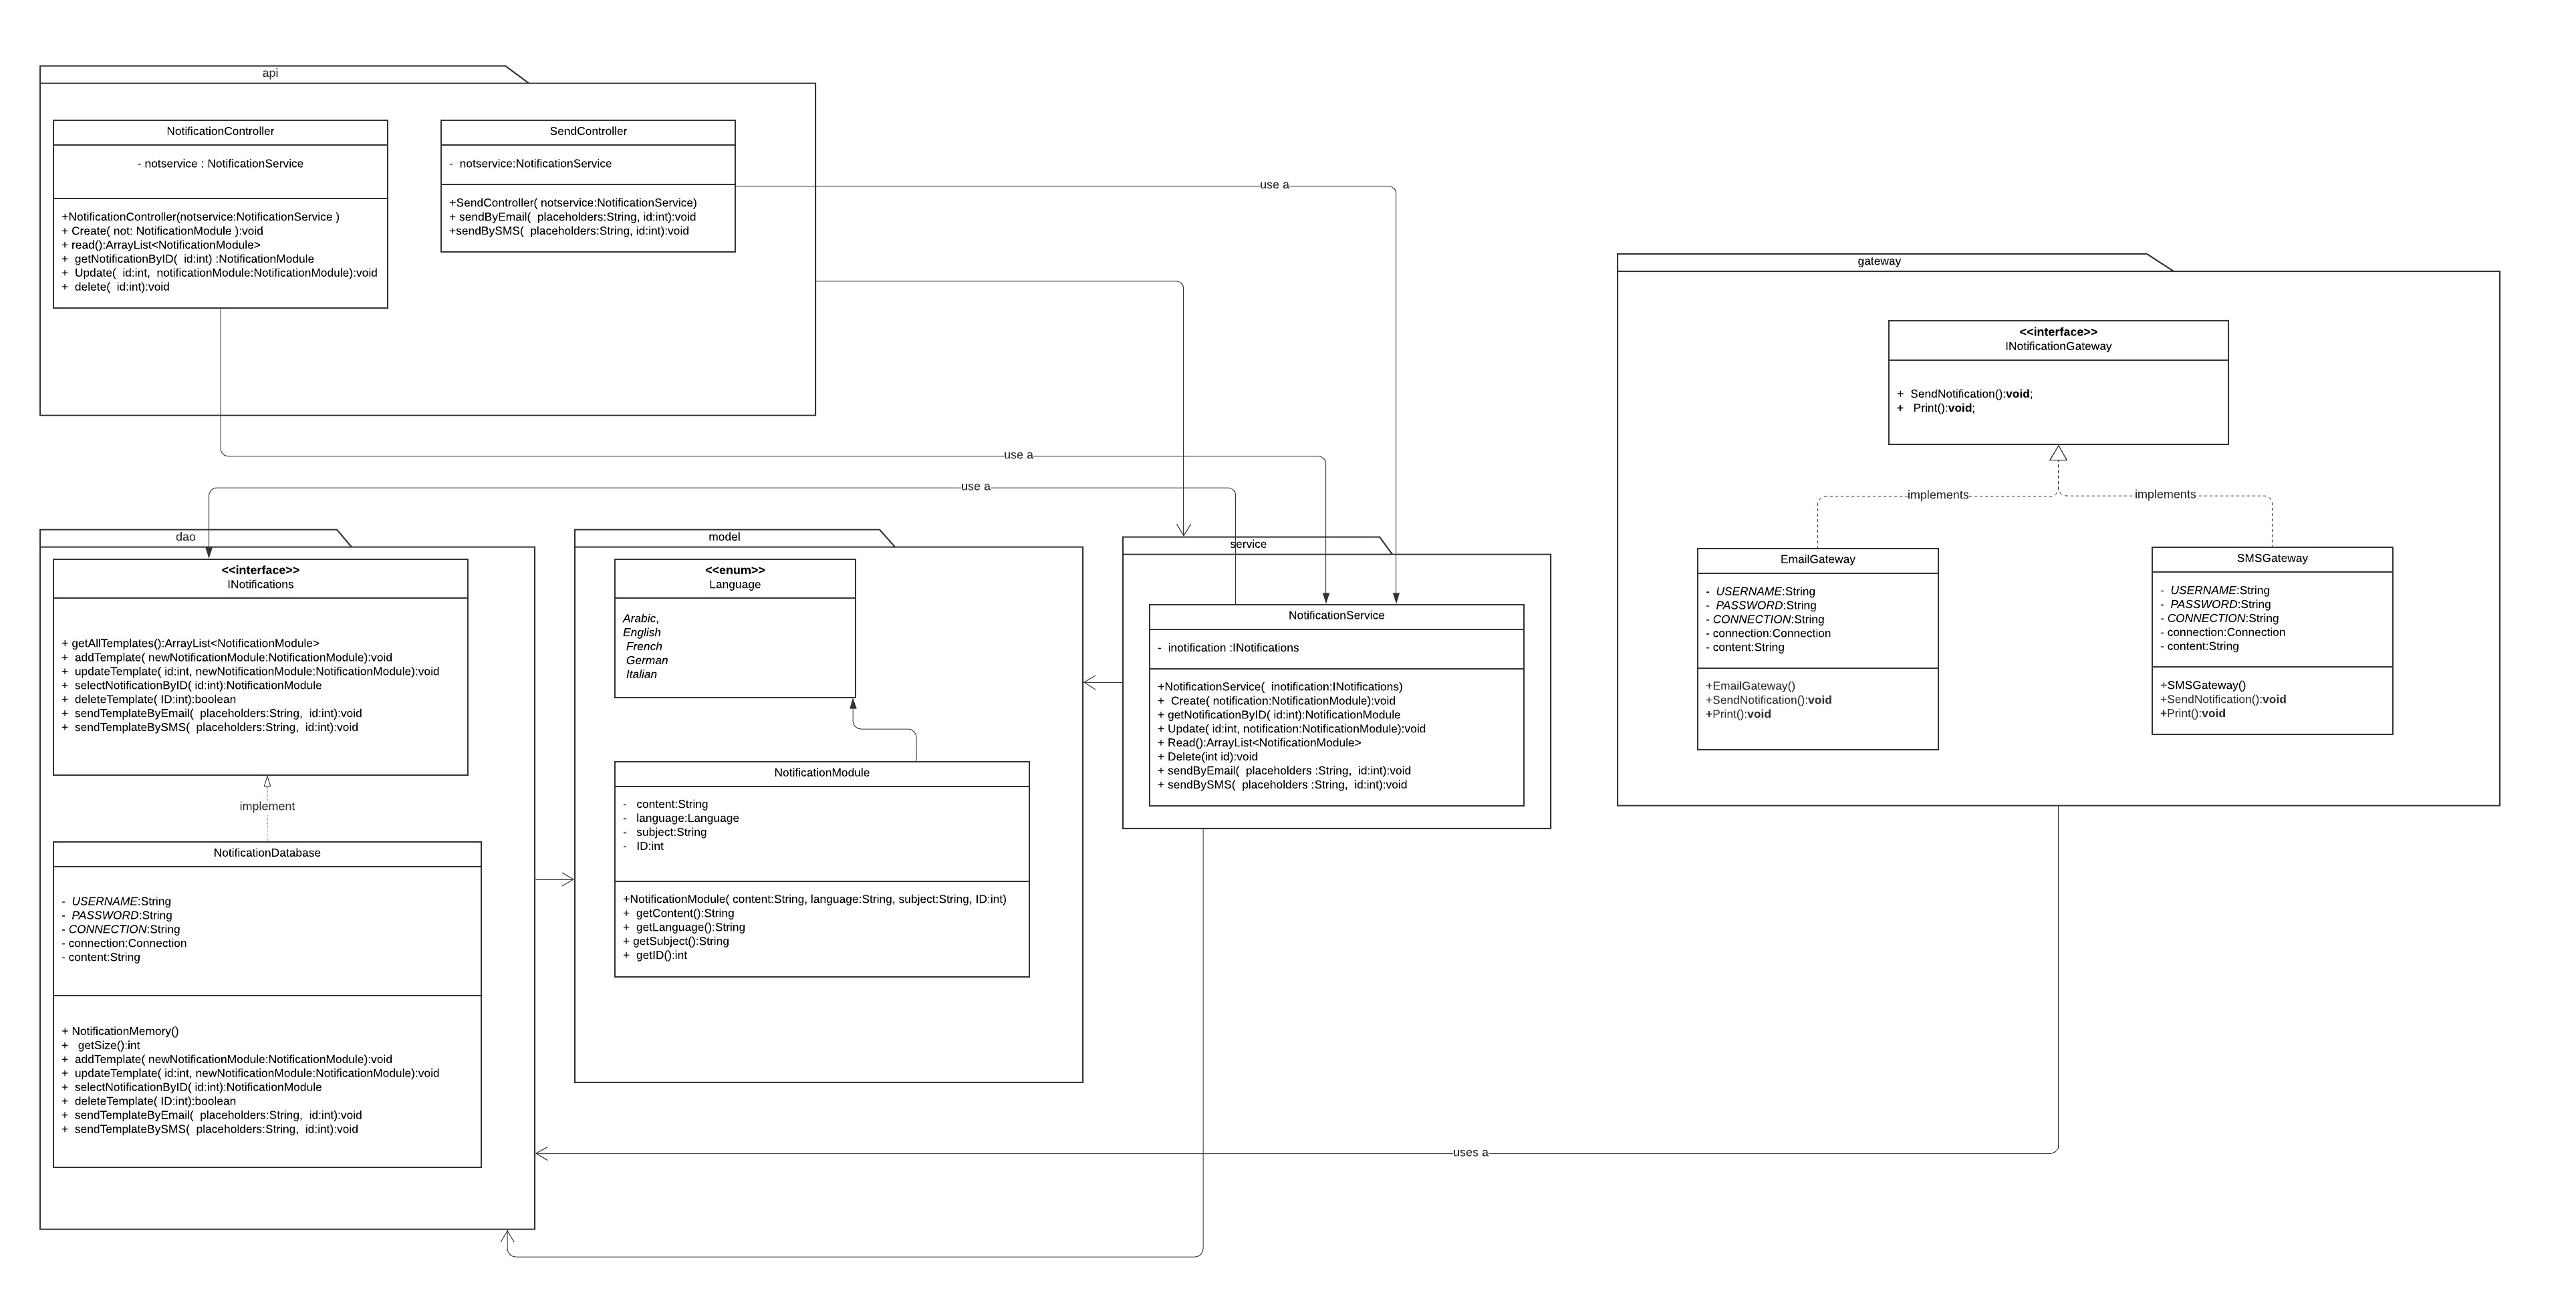 api
NotificationController
- notservice : NotificationService
+NotificationController(notservice:NotificationService )
+ Create( not: NotificationModule ):void
+ read():ArrayList<NotificationModule>
+  getNotificationByID(  id:int) :NotificationModule
+  Update(  id:int,  notificationModule:NotificationModule):void
+  delete(  id:int):void
SendController
-  notservice:NotificationService
+SendController( notservice:NotificationService)
+ sendByEmail(  placeholders:String, id:int):void
+sendBySMS(  placeholders:String, id:int):void
use a
use a
use a
gateway
<<interface>>
INotificationGateway
+  SendNotification():void;
+   Print():void;
implements
implements
EmailGateway
-  USERNAME:String
-  PASSWORD:String
- CONNECTION:String
- connection:Connection
- content:String
+EmailGateway()
+SendNotification():void
+Print():void
SMSGateway
-  USERNAME:String
-  PASSWORD:String
- CONNECTION:String
- connection:Connection
- content:String
+SMSGateway()
+SendNotification():void
+Print():void
dao
<<interface>>
INotifications
+ getAllTemplates():ArrayList<NotificationModule>
+  addTemplate( newNotificationModule:NotificationModule):void
+  updateTemplate( id:int, newNotificationModule:NotificationModule):void
+  selectNotificationByID( id:int):NotificationModule
+  deleteTemplate( ID:int):boolean
+  sendTemplateByEmail(  placeholders:String,  id:int):void
+  sendTemplateBySMS(  placeholders:String,  id:int):void
implement
NotificationDatabase
-  USERNAME:String
-  PASSWORD:String
- CONNECTION:String
- connection:Connection
- content:String
+ NotificationMemory()
+   getSize():int
+  addTemplate( newNotificationModule:NotificationModule):void
+  updateTemplate( id:int, newNotificationModule:NotificationModule):void
+  selectNotificationByID( id:int):NotificationModule
+  deleteTemplate( ID:int):boolean
+  sendTemplateByEmail(  placeholders:String,  id:int):void
+  sendTemplateBySMS(  placeholders:String,  id:int):void
model
<<enum>>
Language
Arabic,
English
French
German
Italian
NotificationModule
-   content:String
-   language:Language
-   subject:String
-   ID:int
+NotificationModule( content:String, language:String, subject:String, ID:int)
+  getContent():String
+  getLanguage():String
+ getSubject():String
+  getID():int
service
NotificationService
-  inotification :INotifications
+NotificationService(  inotification:INotifications)
+  Create( notification:NotificationModule):void
+ getNotificationByID( id:int):NotificationModule
+ Update( id:int, notification:NotificationModule):void
+ Read():ArrayList<NotificationModule>
+ Delete(int id):void
+ sendByEmail(  placeholders :String,  id:int):void
+ sendBySMS(  placeholders :String,  id:int):void
uses a